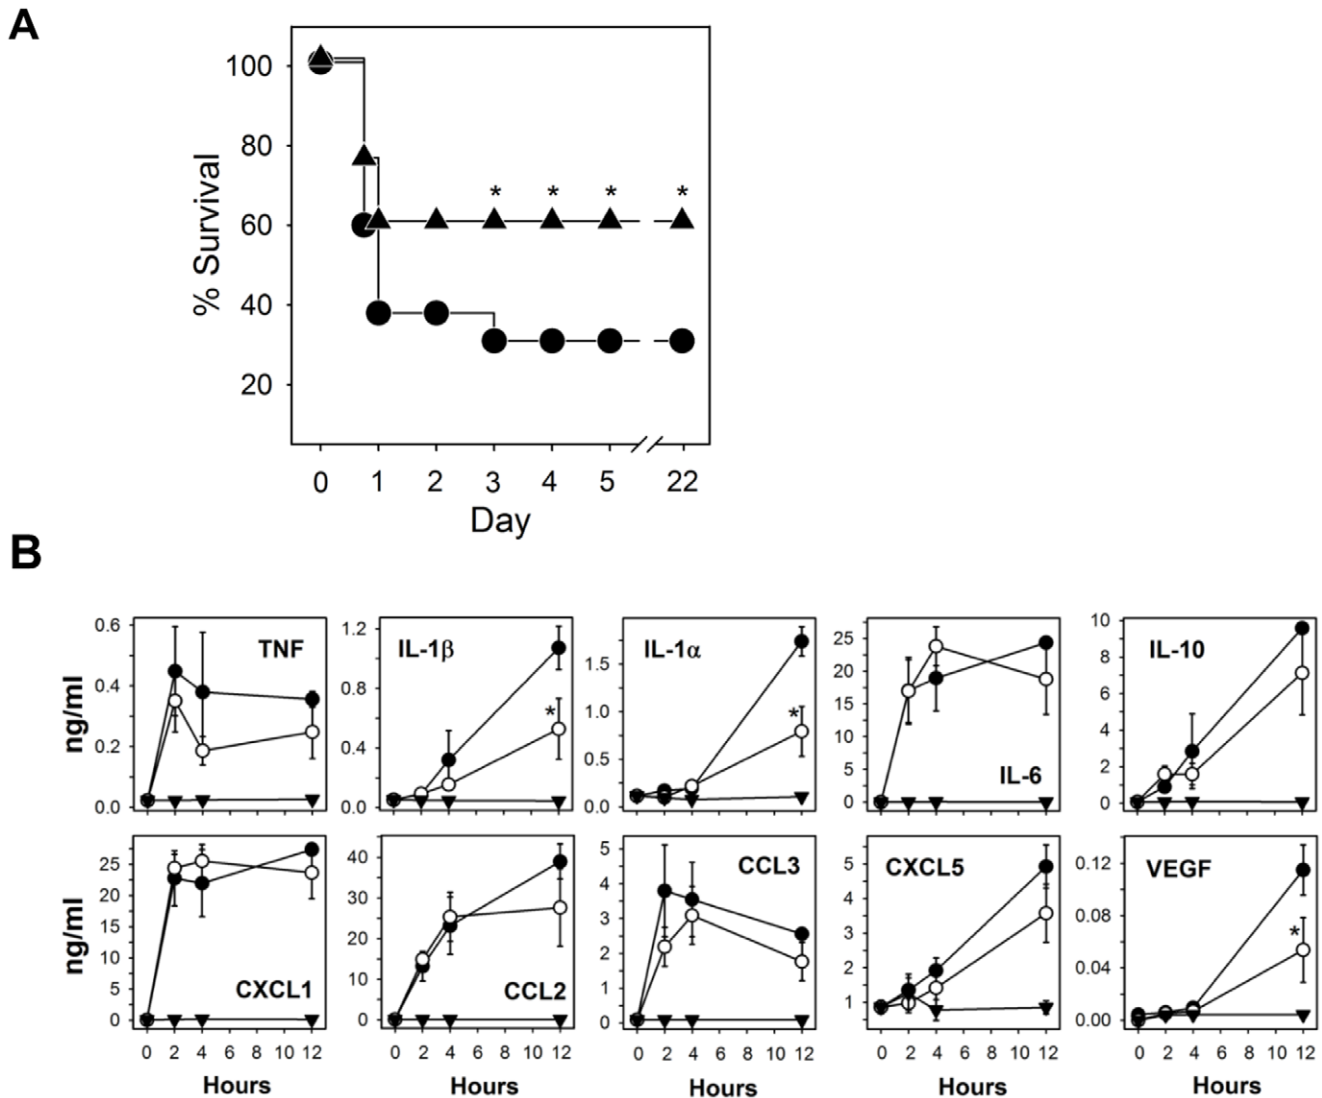 A
% Survival
100
80
60
40
20
* * * *
0 1 2 3 4 5 22
Day
B
ng/ml
0.6
0.4
0.2
0.0
TNF
1.2
0.8
0.4
0.0
IL-1β
*
1.5
1.0
0.5
0.0
IL-1α
*
25
20
15
10
5
0
IL-6
10
8
6
4
2
0
IL-10
ng/ml
25
20
15
10
5
0
CXCL1
0 2 4 6 8 10 12
Hours
40
30
20
10
0
CCL2
0 2 4 6 8 10 12
Hours
5
4
3
2
1
0
CCL3
0 2 4 6 8 10 12
Hours
5
4
3
2
1
CXCL5
0 2 4 6 8 10 12
Hours
0.12
0.08
0.04
0.00
VEGF
*
0 2 4 6 8 10 12
Hours